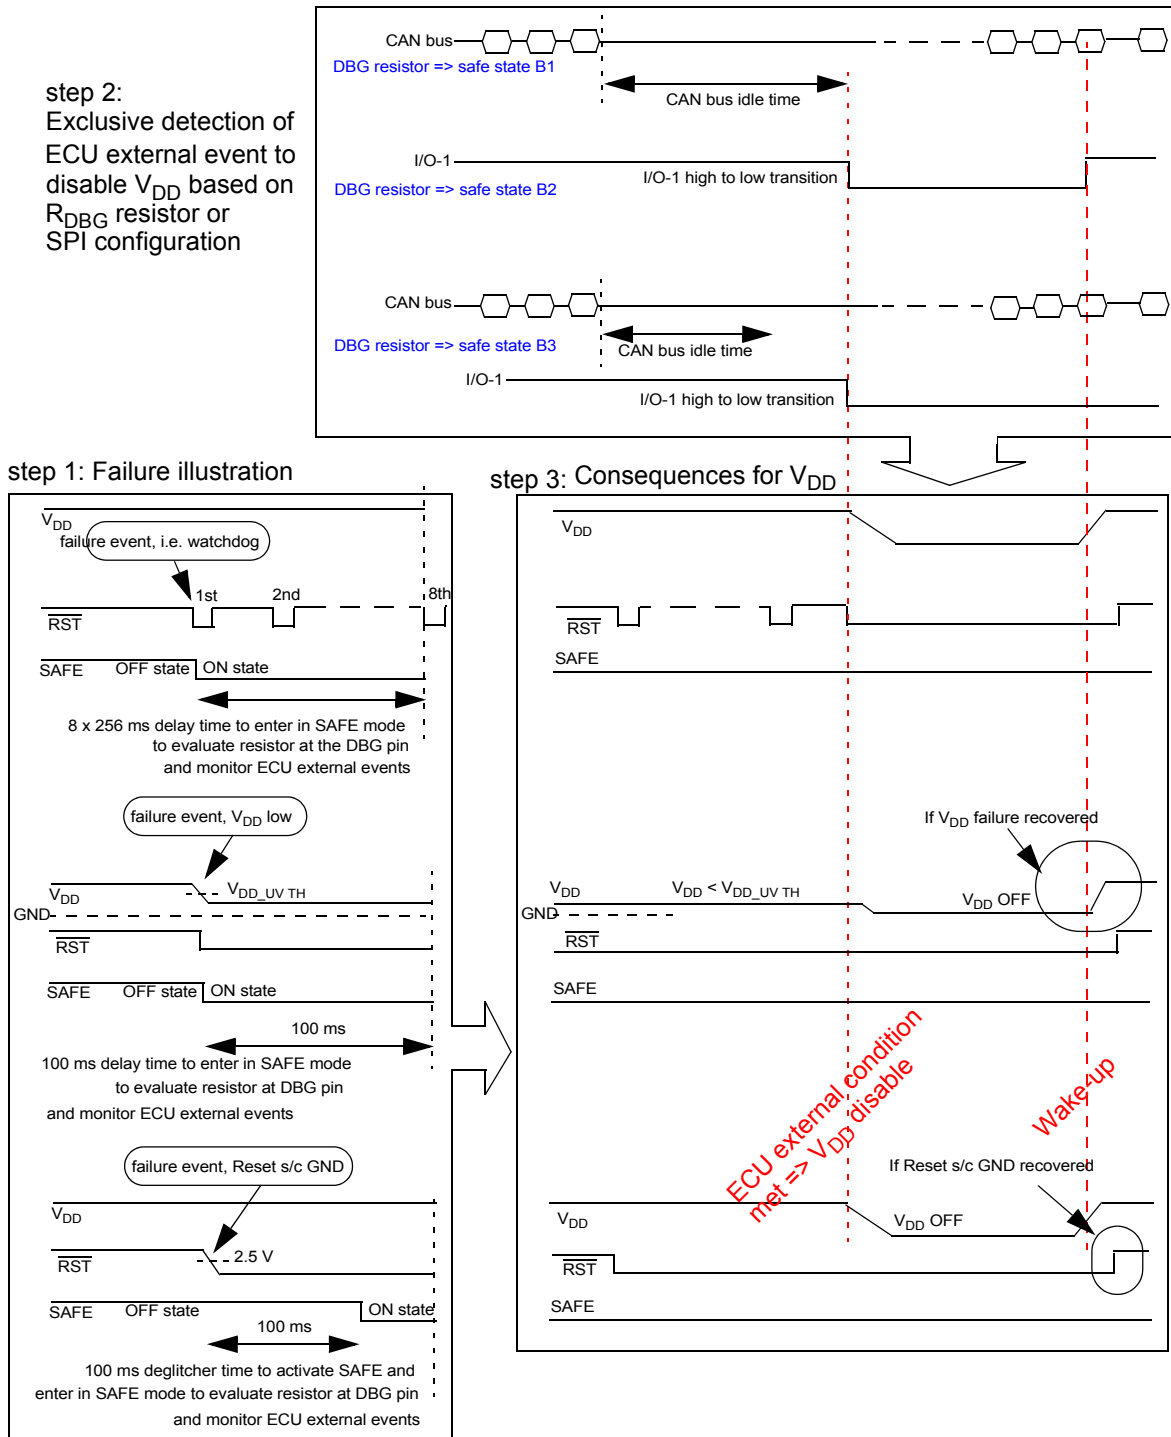 step 2:
Exclusive detection of
ECU external event to
disable VDD based on
RDBG resistor or
SPI configuration
CAN bus
DBG resistor => safe state B1
CAN bus idle time
I/O-1
I/O-1 high to low transition
DBG resistor => safe state B2
CAN bus
DBG resistor => safe state B3
CAN bus idle time
I/O-1
I/O-1 high to low transition
step 1: Failure illustration
VDD
failure event, i.e. watchdog
1st
2nd
8th
RST
SAFE
OFF state
ON state
8 x 256 ms delay time to enter in SAFE mode
to evaluate resistor at the DBG pin
and monitor ECU external events
failure event, VDD low
VDD
VDD_UV TH
GND
RST
SAFE
OFF state
ON state
100 ms
100 ms delay time to enter in SAFE mode
to evaluate resistor at DBG pin
and monitor ECU external events
failure event, Reset s/c GND
VDD
RST
2.5 V
SAFE
OFF state
ON state
100 ms
100 ms deglitcher time to activate SAFE and
enter in SAFE mode to evaluate resistor at DBG pin
and monitor ECU external events
step 3: Consequences for VDD
VDD
RST
SAFE
If VDD failure recovered
VDD
VDD < VDD_UV TH
VDD OFF
GND
RST
SAFE
ECU external condition
met => VDD disable
Wake-up
If Reset s/c GND recovered
VDD
VDD OFF
RST
SAFE